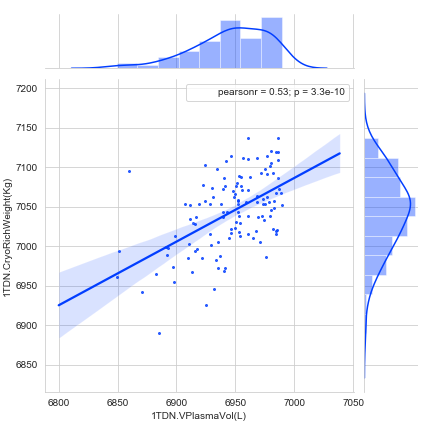 pearsonr = 0.53; p = 3.3e-10
7200
7150
7100
7050
7000
6950
6900
6850
1TDN.CryoRichWeight(Kg)
6800 6850 6900 6950 7000 7050
1TDN.VPlasmaVol(L)